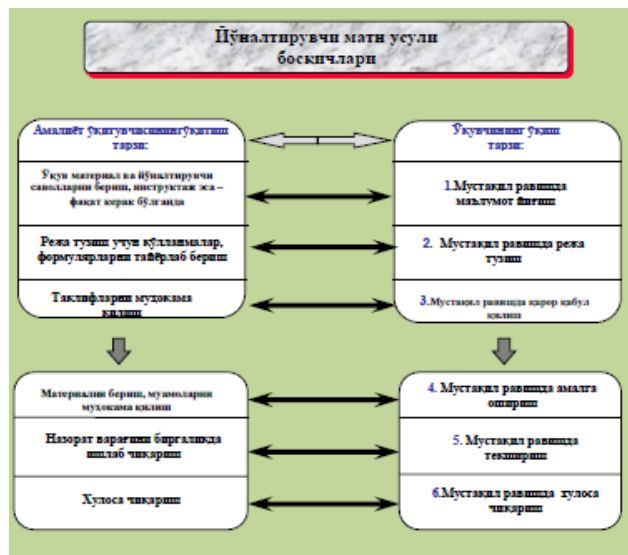 Йўналтирувчи матн усули
босқичлари
Амалиёт ўқитувчисининг ўқитиш
тарзи:
Ўқув материал ва йўналтирувчи
саволларни бериш, инструктаж эса –
фақат керак бўлганда
Режа тузиш учун қўлланмалар,
формулярларни тайёрлаб бериш
Таклифларни муҳокама
қилиш
Ўқувчининг ўқиш
тарзи:
1.Мустақил равишда
маълумот йиғиш
2. Мустақил равишда режа
тузиш
3.Мустақил равишда қарор қабул
қилиш
Материални бериш, муамоларни
муҳокама қилиш
Назорат варағини биргаликда
ишлаб чиқариш
Хулоса чиқариш
4. Мустақил равишда амалга
ошириш
5. Мустақил равишда
текшириш
6.Мустақил равишда хулоса
чиқариш